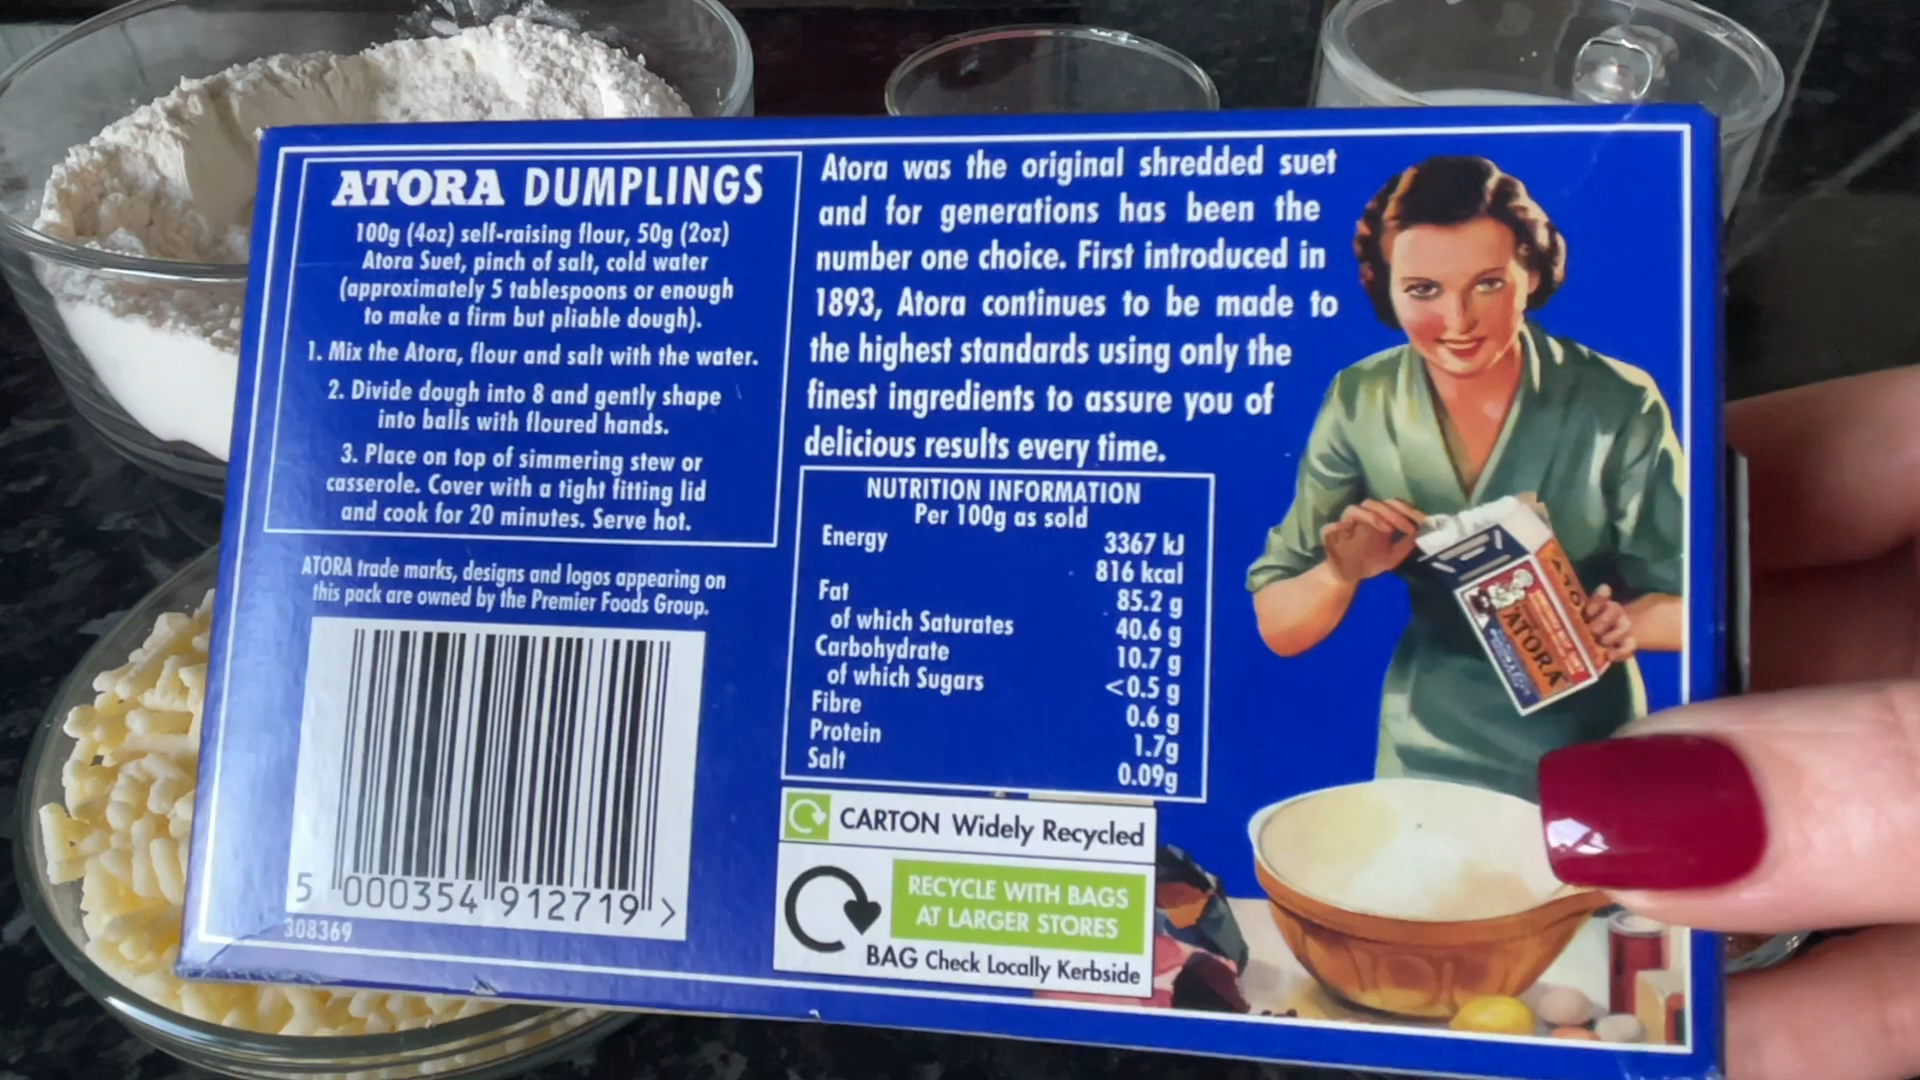 ATORA DUMPLINGS
100g (4oz) self-raising flour, 50g (2oz)
Atora Suet, pinch of salt, cold water
(approximately 5 tablespoons or enough
to make a firm but pliable dough).
1. Mix the Atora, flour and salt with the water.
2. Divide dough into 8 and gently shape
into balls with floured hands.
3. Place on top of simmering stew or
casserole. Cover with a tight fitting lid
and cook for 20 minutes. Serve hot.
ATORA trade marks, designs and logos appearing on
this pack are owned by the Premier Foods Group.
5 000354 912719 >
308369
Atora was the original shredded suet
and for generations has been the
number one choice. First introduced in
1893, Atora continues to be made to
the highest standards using only the
finest ingredients to assure you of
delicious results every time.
NUTRITION INFORMATION
Per 100g as sold
Energy 3367 kJ
816 kcal
Fat 85.2 g
of which Saturates 40.6 g
Carbohydrate 10.7 g
of which Sugars <0.5 g
Fibre 0.6 g
Protein 1.7g
Salt 0.09g
CARTON Widely Recycled
RECYCLE WITH BAGS
AT LARGER STORES
BAG Check Locally Kerbside
ATORA
ATORA